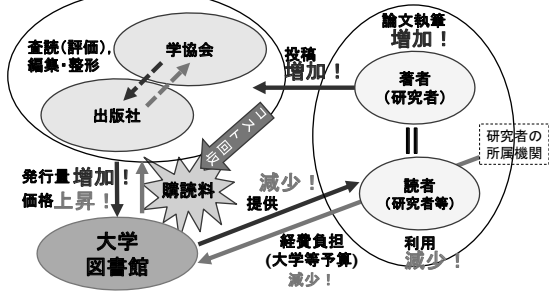 論文執筆
増加！
査読（評価），
編集・整形
学協会
投稿
増加！
著者
（研究者）
出版社
コスト回収
研究者の
所属機関
発行量 増加！
価格 上昇！
購読料
減少！
提供
読者
（研究者等）
大学
図書館
経費負担
（大学等予算）
減少！
利用
減少！